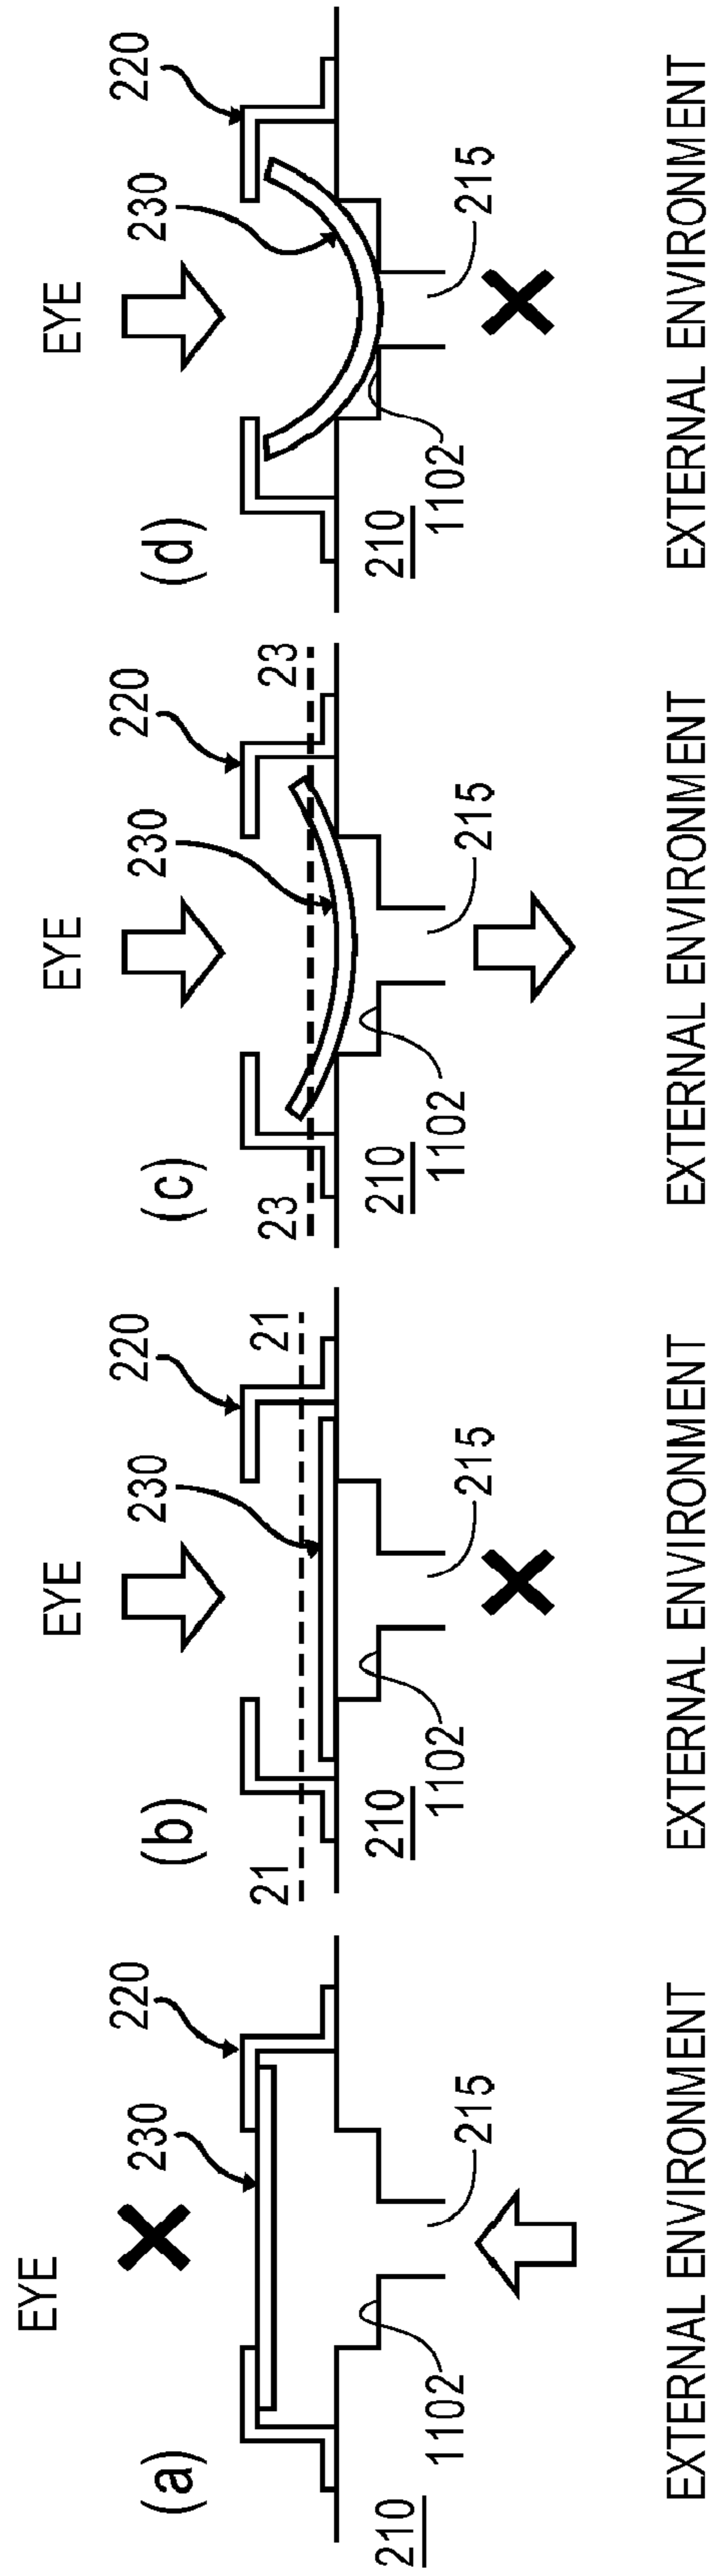 (a)
EYE
230
220
215
1102
210
EXTERNAL ENVIRONMENT
(b)
EYE
230
220
21
21
215
1102
210
EXTERNAL ENVIRONMENT
(c)
EYE
230
220
23
23
215
1102
210
EXTERNAL ENVIRONMENT
(d)
EYE
230
220
215
1102
210
EXTERNAL ENVIRONMENT